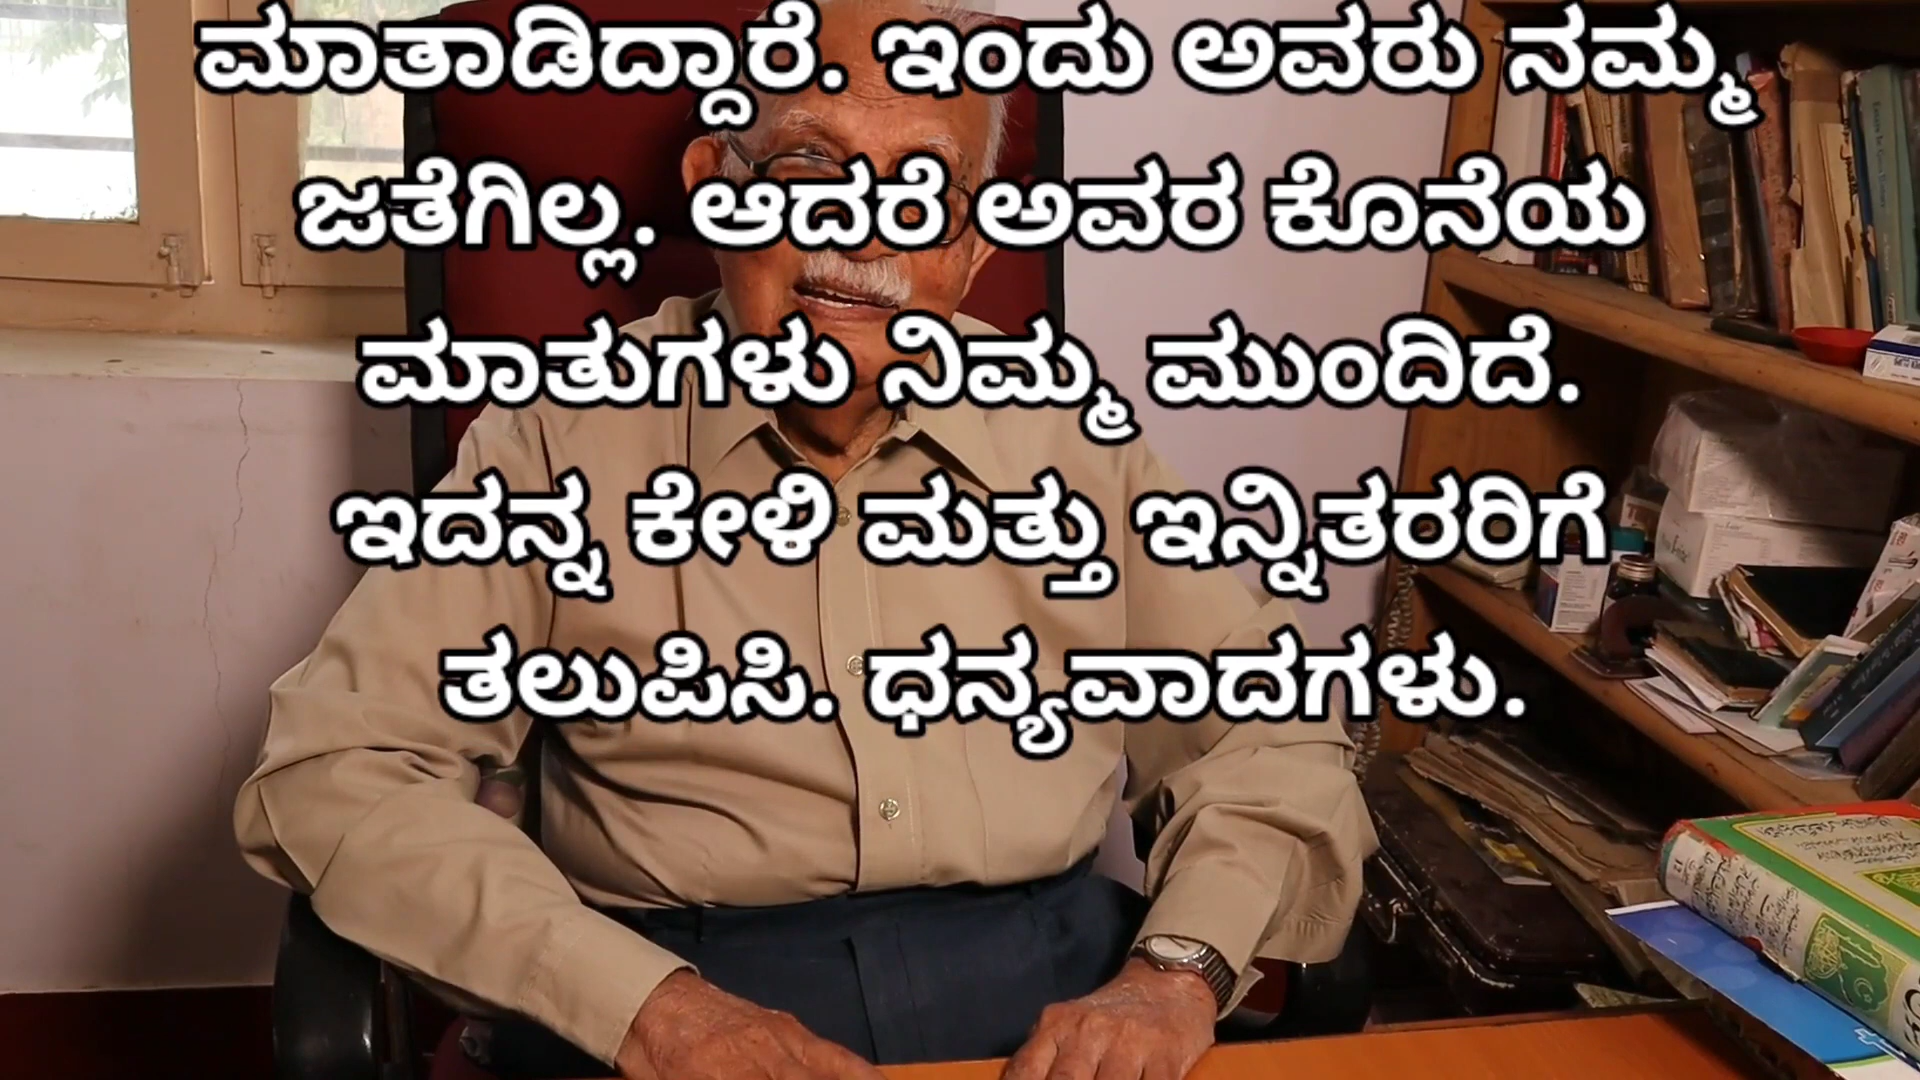 ಮಾತಾಡಿದ್ದಾರೆ. ಇಂದು ಅವರು ನಮ್ಮ
ಜತೆಗಿಲ್ಲ. ಆದರೆ ಅವರ ಕೊನೆಯ
ಮಾತುಗಳು ನಿಮ್ಮ ಮುಂದಿದೆ.
ಇದನ್ನ ಕೇಳಿ ಮತ್ತು ಇನ್ನಿತರರಿಗೆ
ತಲುಪಿಸಿ. ಧನ್ಯವಾದಗಳು.